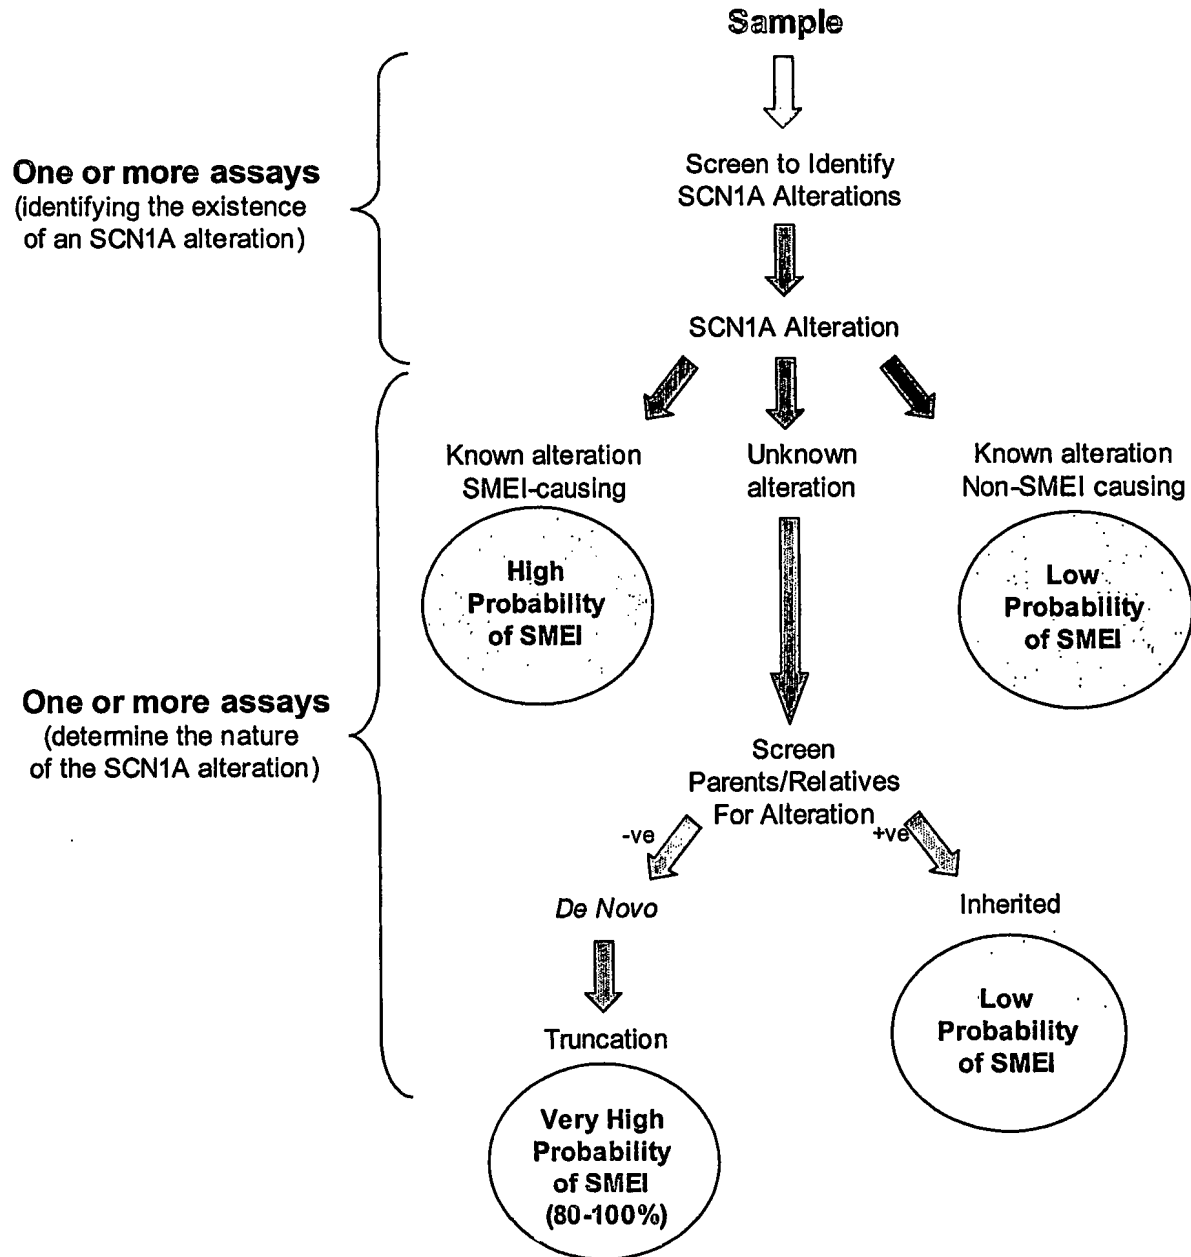 Sample
One or more assays
(identifying the existence
of an SCN1A alteration)
Screen to Identify
SCN1A Alterations
SCN1A Alteration
Known alteration
SMEI-causing
Unknown
alteration
Known alteration
Non-SMEI causing
High
Probability
of SMEI
Low
Probability
of SMEI
One or more assays
(determine the nature
of the SCN1A alteration)
Screen
Parents/Relatives
For Alteration
-ve
+ve
De Novo
Inherited
Truncation
Low
Probability
of SMEI
Very High
Probability
of SMEI
(80-100%)